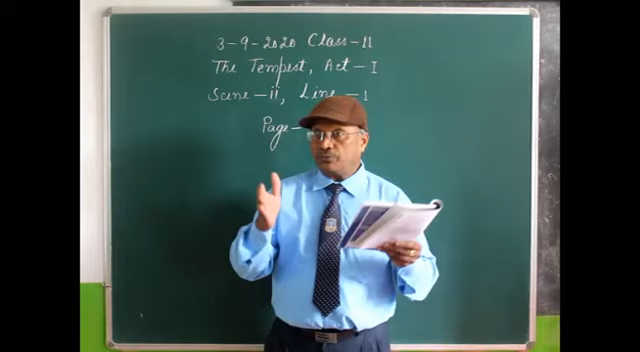 3-9-2020 Class-11
The Tempest, Act-I
Scene-ii, Line-1
Page-